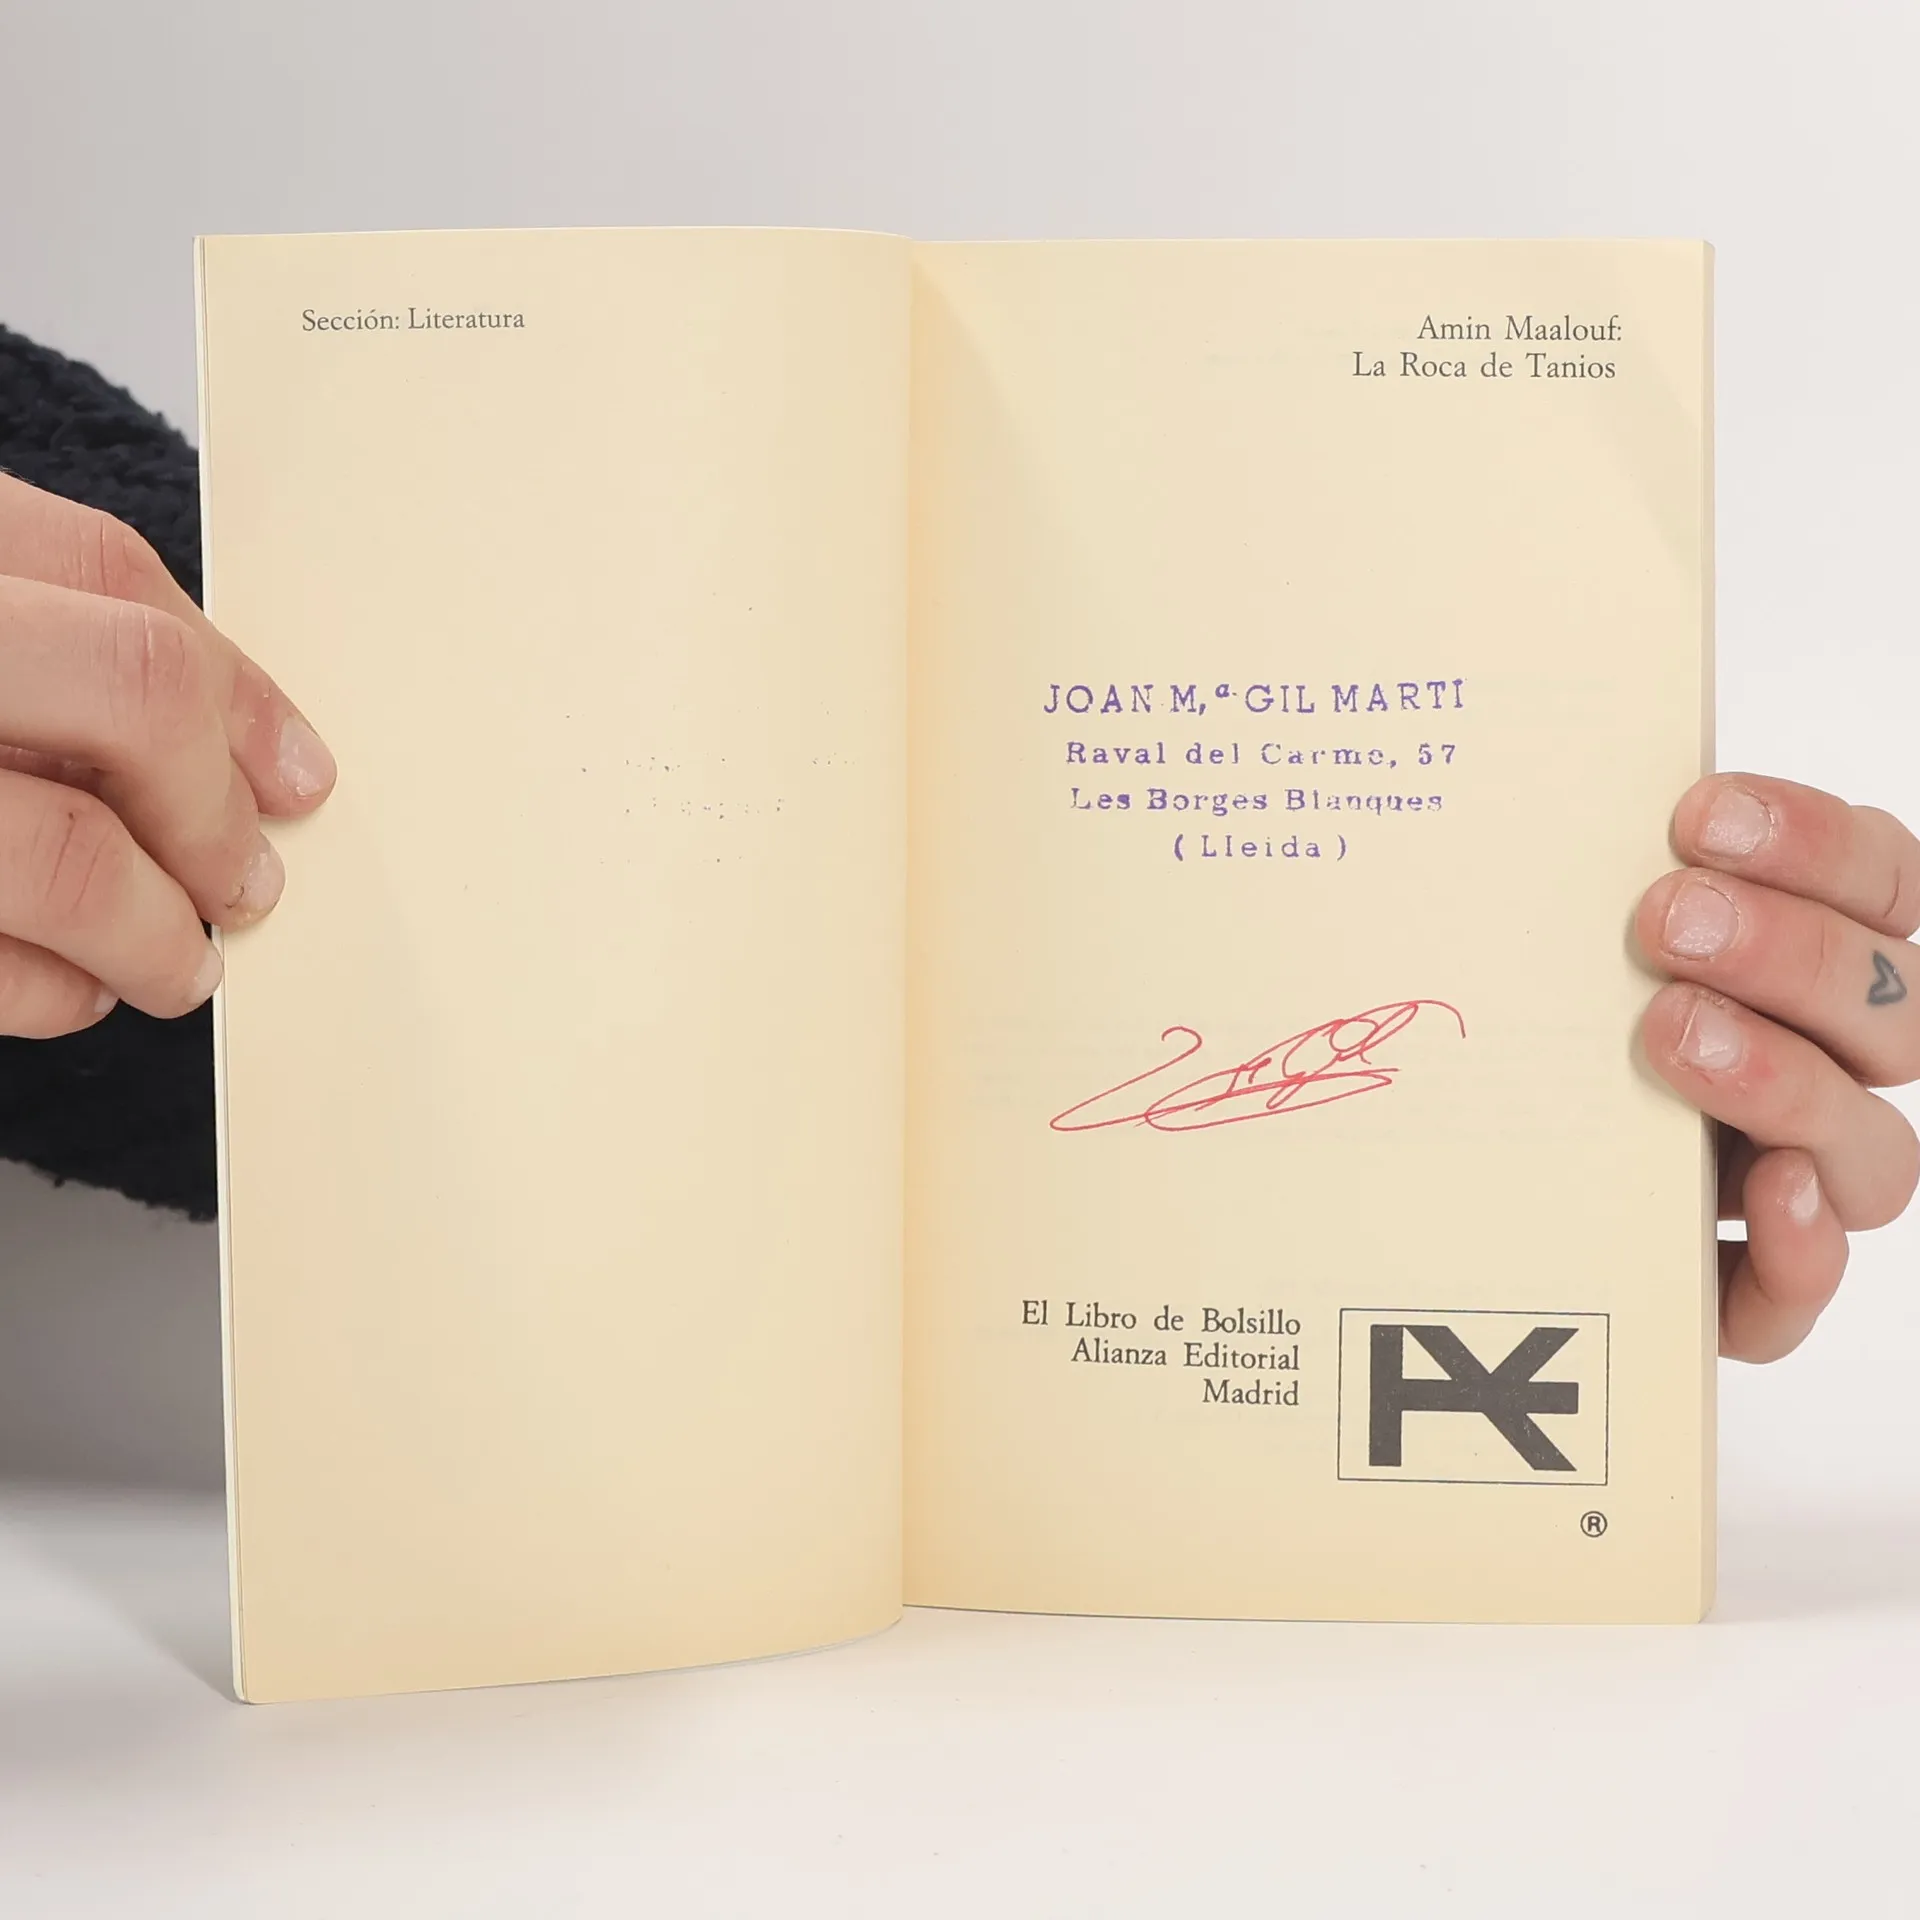 Sección: Literatura
Amin Maalouf:
La Roca de Tanios
JOAN M,ª GIL MARTÍ
Raval del Carme, 57
Les Borges Blanques
( Lleida )
El Libro de Bolsillo
Alianza Editorial
Madrid
®